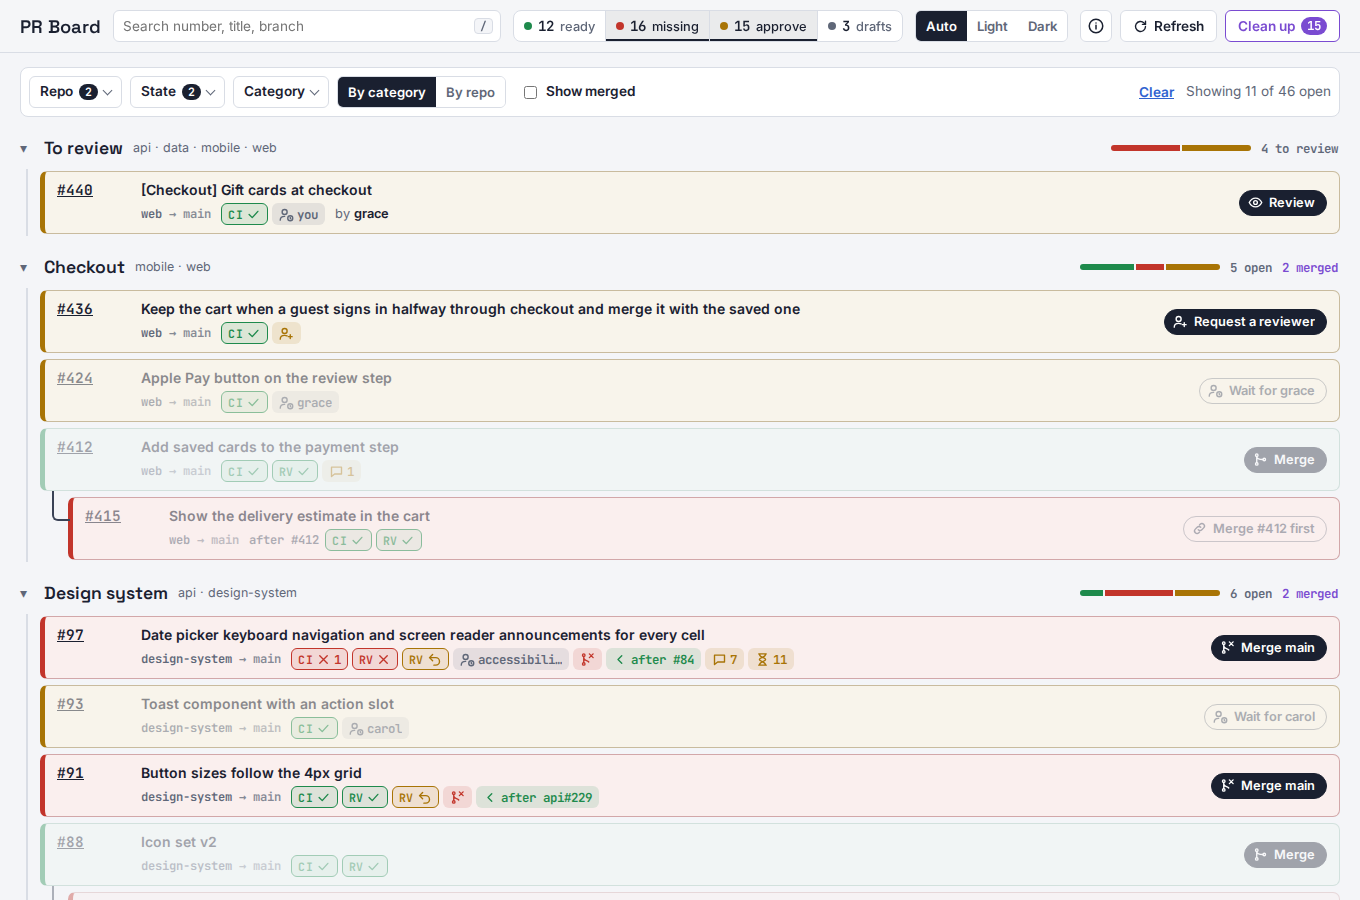 PR Board
Search number, title, branch /
12 ready 16 missing 15 approve 3 drafts
Auto Light Dark
Refresh
Clean up 15
Repo 2 State 2 Category By category By repo Show merged
Clear Showing 11 of 46 open
To review api · data · mobile · web 4 to review
#440 [Checkout] Gift cards at checkout
web → main CI ✓ you by grace
Review
Checkout mobile · web 5 open 2 merged
#436 Keep the cart when a guest signs in halfway through checkout and merge it with the saved one
web → main CI ✓
Request a reviewer
#424 Apple Pay button on the review step
web → main CI ✓ grace
Wait for grace
#412 Add saved cards to the payment step
web → main CI ✓ RV ✓ 1
Merge
#415 Show the delivery estimate in the cart
web → main after #412 CI ✓ RV ✓
Merge #412 first
Design system api · design-system 6 open 2 merged
#97 Date picker keyboard navigation and screen reader announcements for every cell
design-system → main CI ✕ 1 RV ✕ RV accessibili… after #84 7 11
Merge main
#93 Toast component with an action slot
design-system → main CI ✓ carol
Wait for carol
#91 Button sizes follow the 4px grid
design-system → main CI ✓ RV ✓ RV after api#229
Merge main
#88 Icon set v2
design-system → main CI ✓ RV ✓
Merge